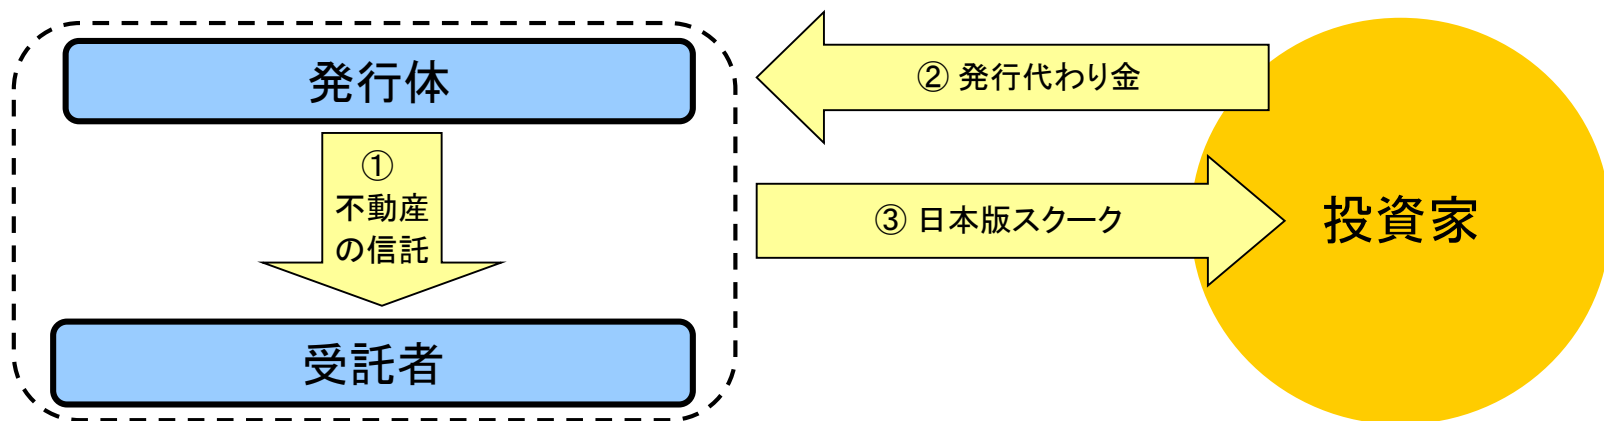 発行体
①
不動産
の信託
受託者
② 発行代わり金
③ 日本版スクーク
投資家